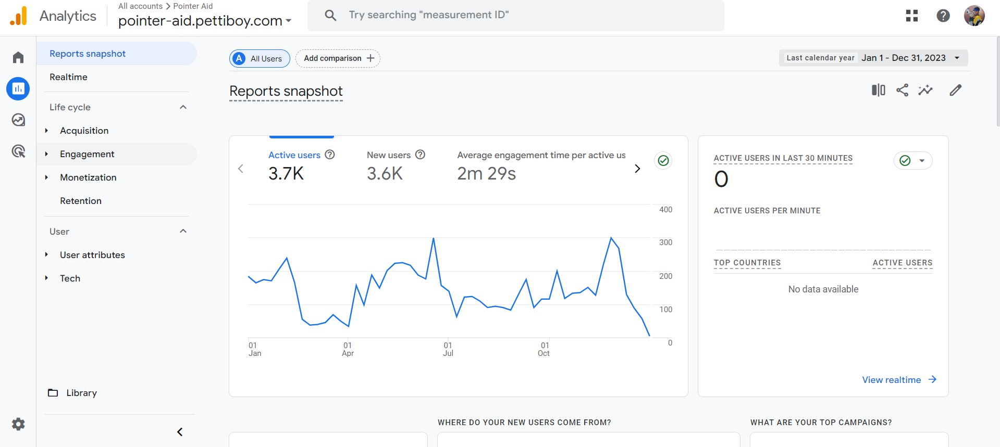 Analytics
All accounts > Pointer Aid
pointer-aid.pettiboy.com
Try searching "measurement ID"
Reports snapshot
Realtime
Life cycle
Acquisition
Engagement
Monetization
Retention
User
User attributes
Tech
Library
A All Users
Add comparison +
Last calendar year Jan 1 - Dec 31, 2023
Reports snapshot
Active users
3.7K
New users
3.6K
Average engagement time per active us
2m 29s
400
300
200
100
0
01 Jan
01 Apr
01 Jul
01 Oct
ACTIVE USERS IN LAST 30 MINUTES
0
ACTIVE USERS PER MINUTE
TOP COUNTRIES ACTIVE USERS
No data available
View realtime
WHERE DO YOUR NEW USERS COME FROM?
WHAT ARE YOUR TOP CAMPAIGNS?